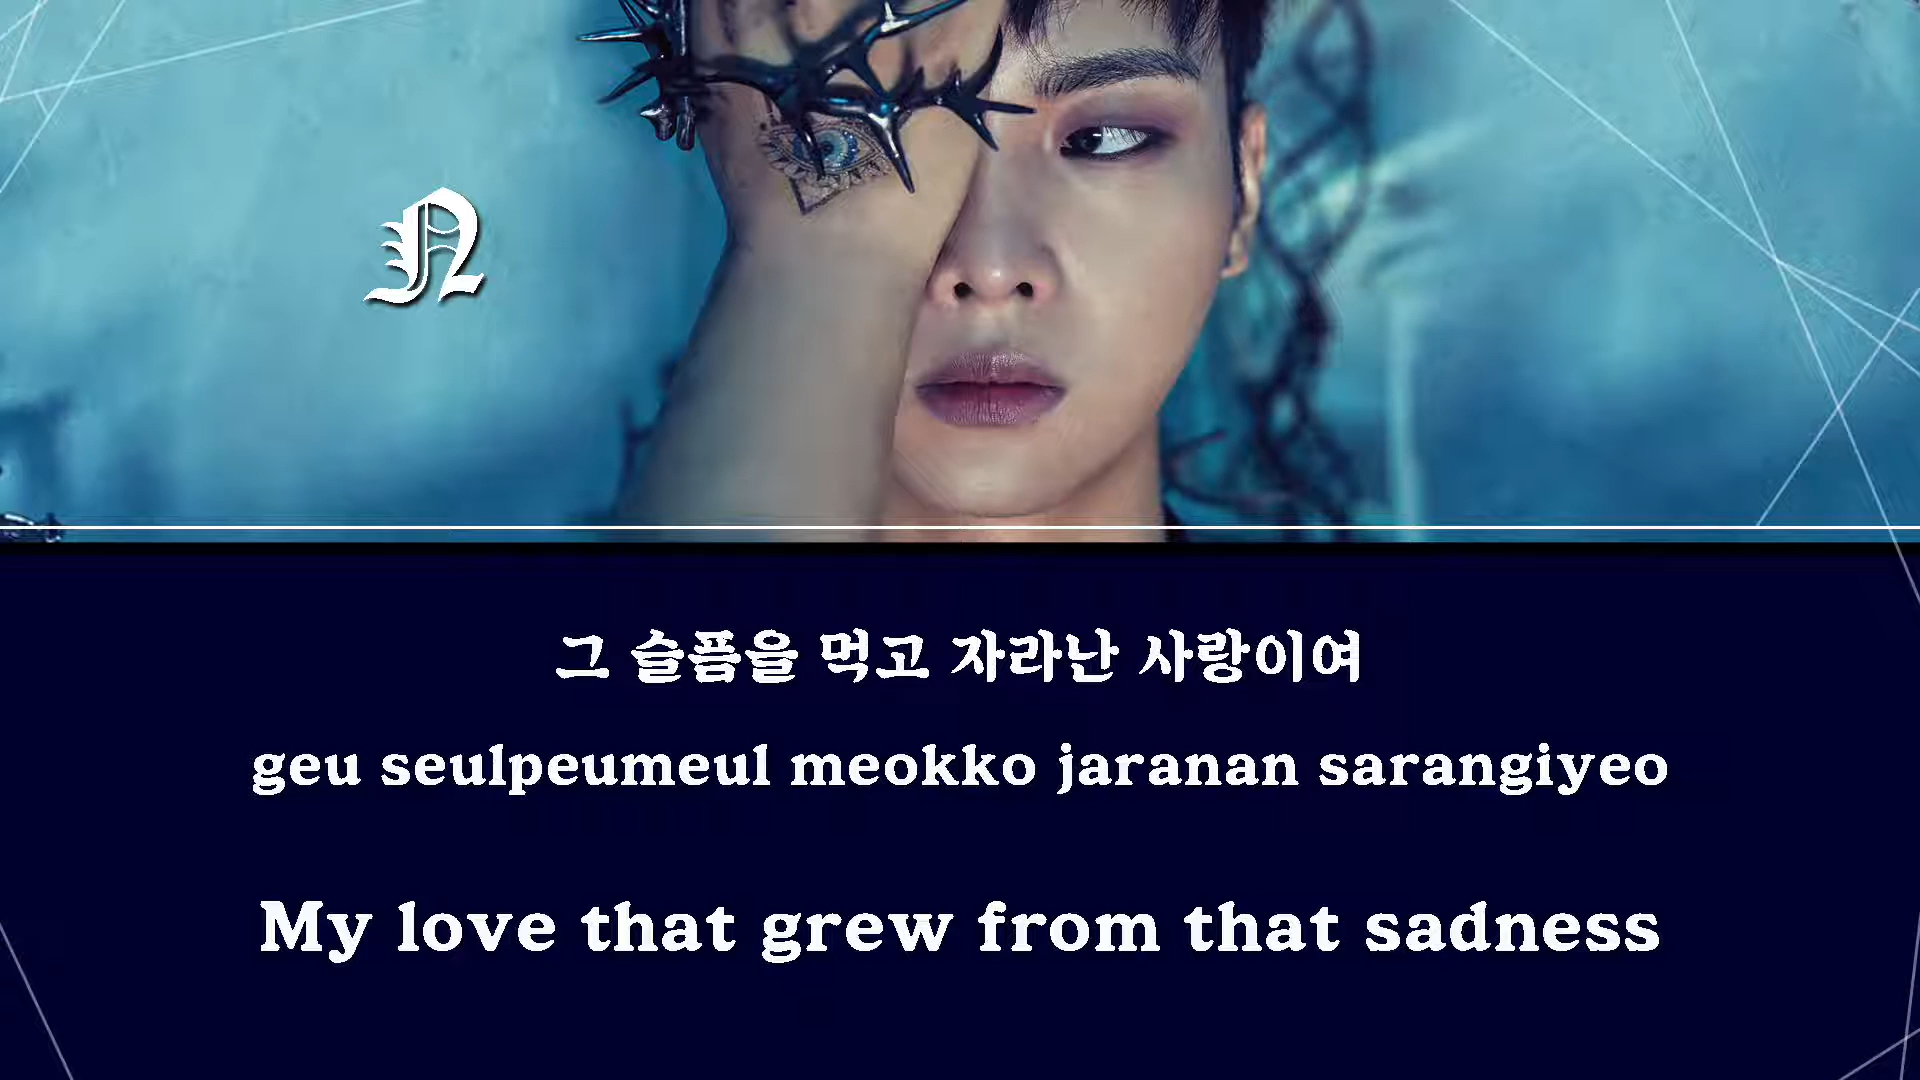 N
그 슬픔을 먹고 자라난 사랑이여
geu seulpeumeul meokko jaranan sarangiyeo
My love that grew from that sadness